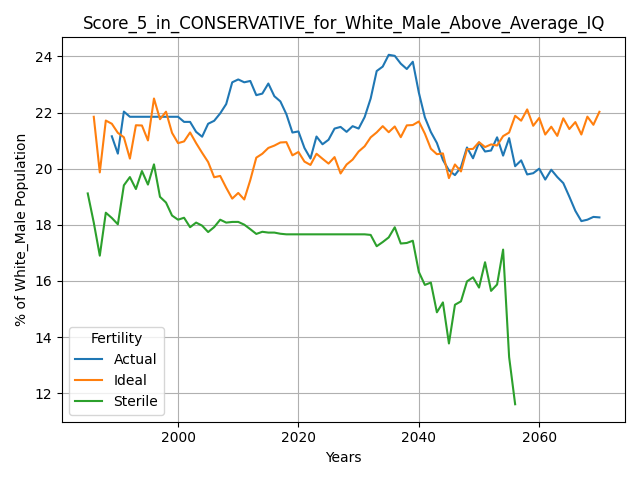 Score_5_in_CONSERVATIVE_for_White_Male_Above_Average_IQ
24
22
20
18
16
14
12
% of White_Male Population
Fertility
Actual
Ideal
Sterile
2000 2020 2040 2060
Years